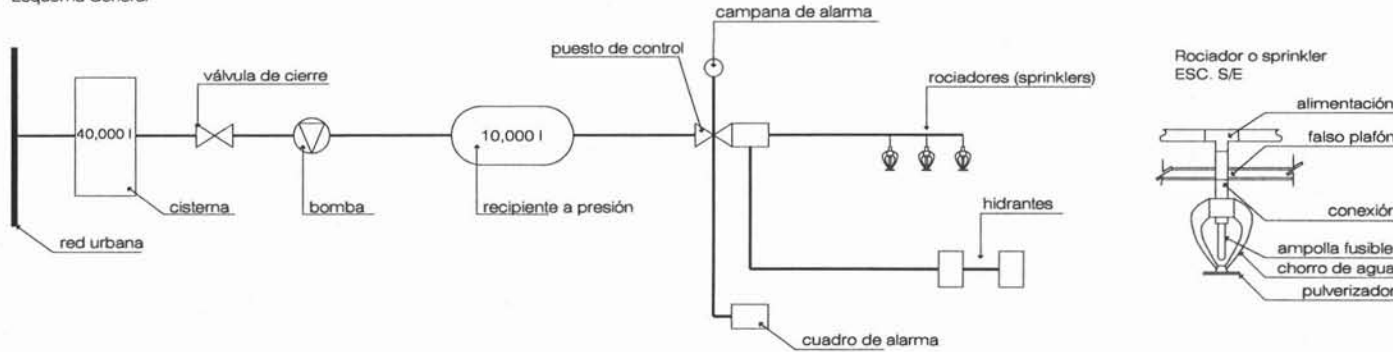 Esquema General
campana de alarma
puesto de control
válvula de cierre
rociadores (sprinklers)
40,000 l
10,000 l
cisterna
bomba
recipiente a presión
hidrantes
red urbana
cuadro de alarma
Rociador o sprinkler
ESC. S/E
alimentación
falso plafón
conexión
ampolla fusible
chorro de agua
pulverizador